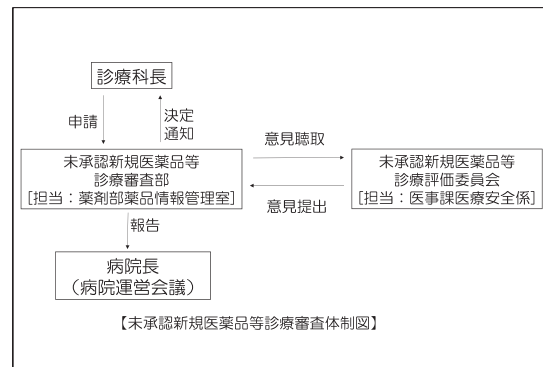 診療科長
申請
決定
通知
意見聴取
未承認新規医薬品等
診療審査部
[担当：薬剤部薬品情報管理室]
未承認新規医薬品等
診療評価委員会
[担当：医事課医療安全係]
意見提出
報告
病院長
（病院運営会議）
【未承認新規医薬品等診療審査体制図】